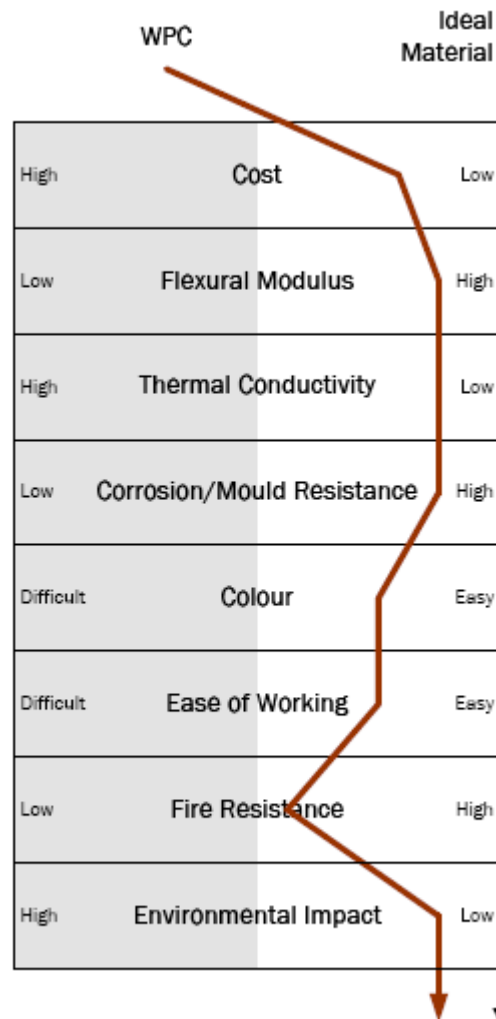 WPC
Ideal
Material
High Cost Low
Low Flexural Modulus High
High Thermal Conductivity Low
Low Corrosion/Mould Resistance High
Difficult Colour Easy
Difficult Ease of Working Easy
Low Fire Resistance High
High Environmental Impact Low